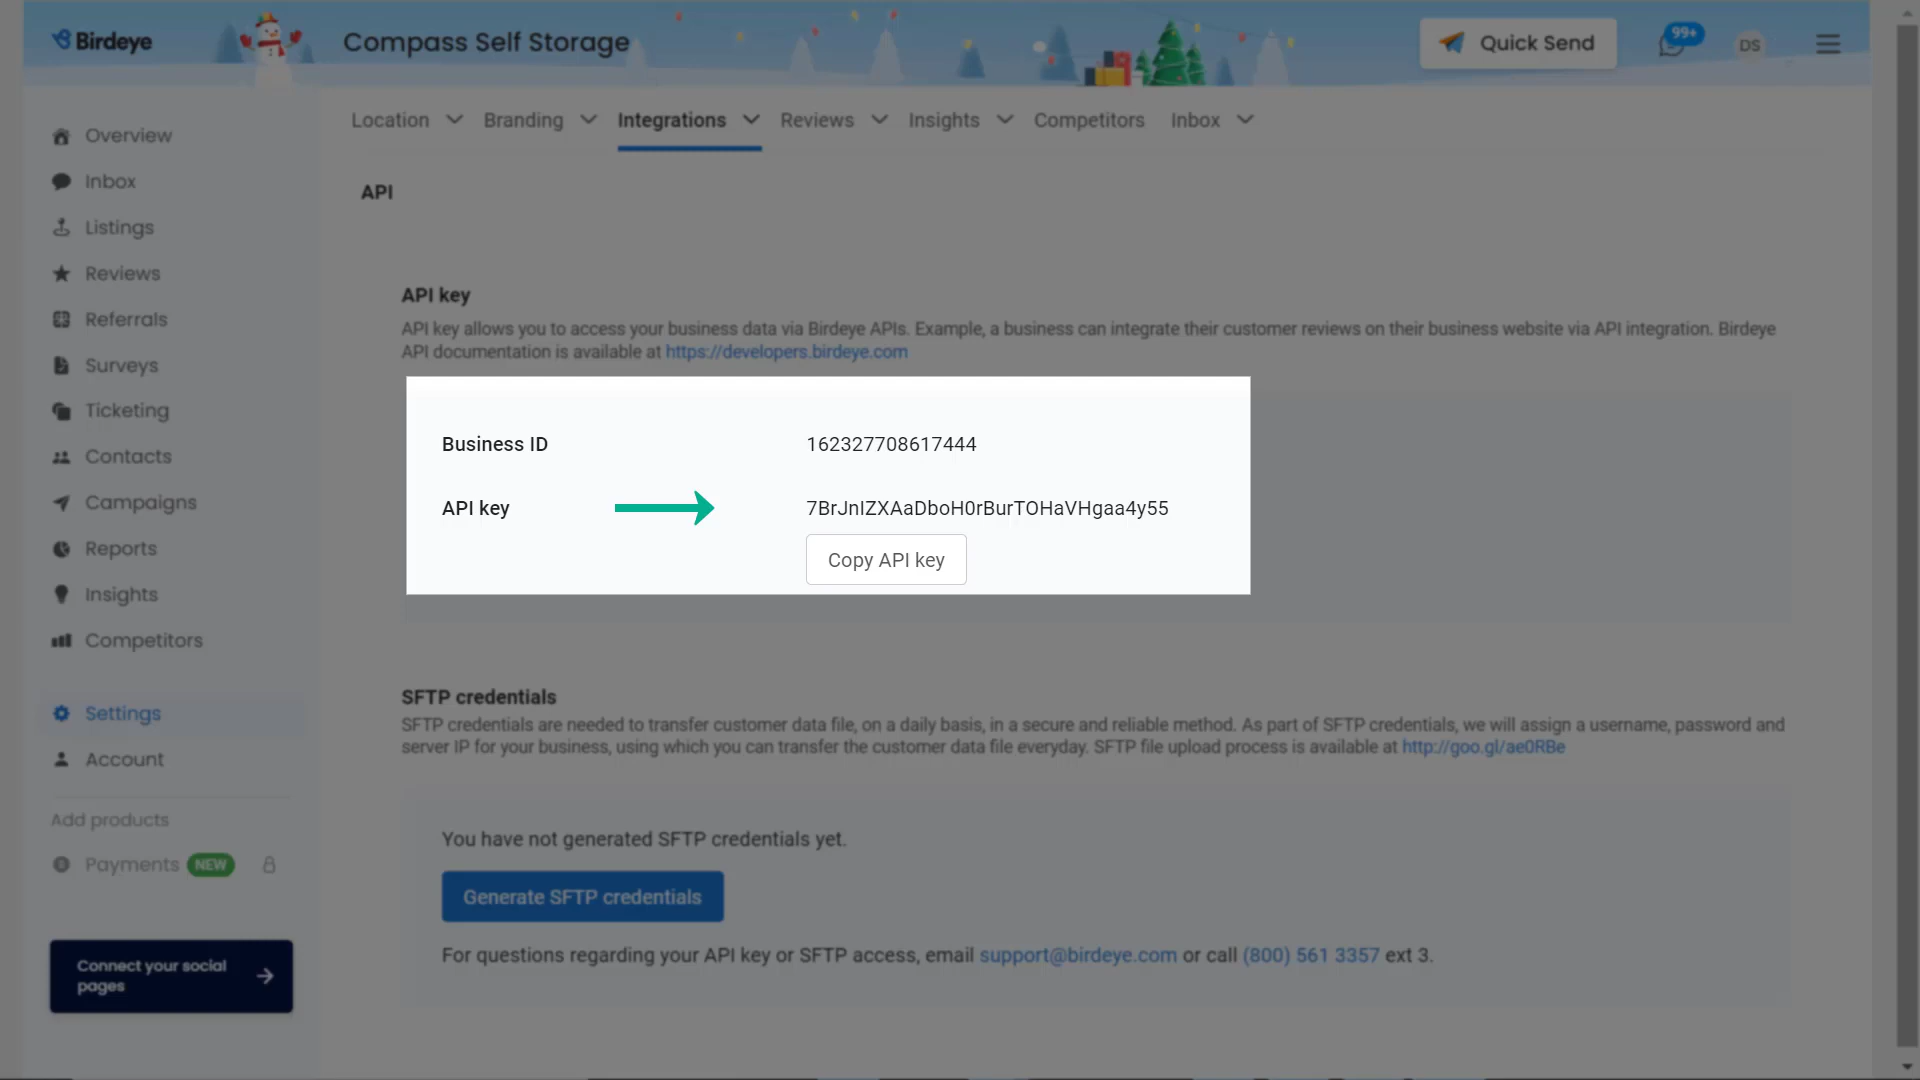 Birdeye
Compass Self Storage
Quick Send
99+
DS
Overview
Inbox
Listings
Reviews
Referrals
Surveys
Ticketing
Contacts
Campaigns
Reports
Insights
Competitors
Settings
Account
Add products
Payments NEW
Connect your social
pages
Location Branding Integrations Reviews Insights Competitors Inbox
API
API key
API key allows you to access your business data via Birdeye APIs. Example, a business can integrate their customer reviews on their business website via API integration. Birdeye
API documentation is available at https://developers.birdeye.com
Business ID 162327708617444
API key 7BrJnIZXAaDboH0rBurTOHaVHgaa4y55
Copy API key
SFTP credentials
SFTP credentials are needed to transfer customer data file, on a daily basis, in a secure and reliable method. As part of SFTP credentials, we will assign a username, password and
server IP for your business, using which you can transfer the customer data file everyday. SFTP file upload process is available at http://goo.gl/ae0RBe
You have not generated SFTP credentials yet.
Generate SFTP credentials
For questions regarding your API key or SFTP access, email support@birdeye.com or call (800) 561 3357 ext 3.